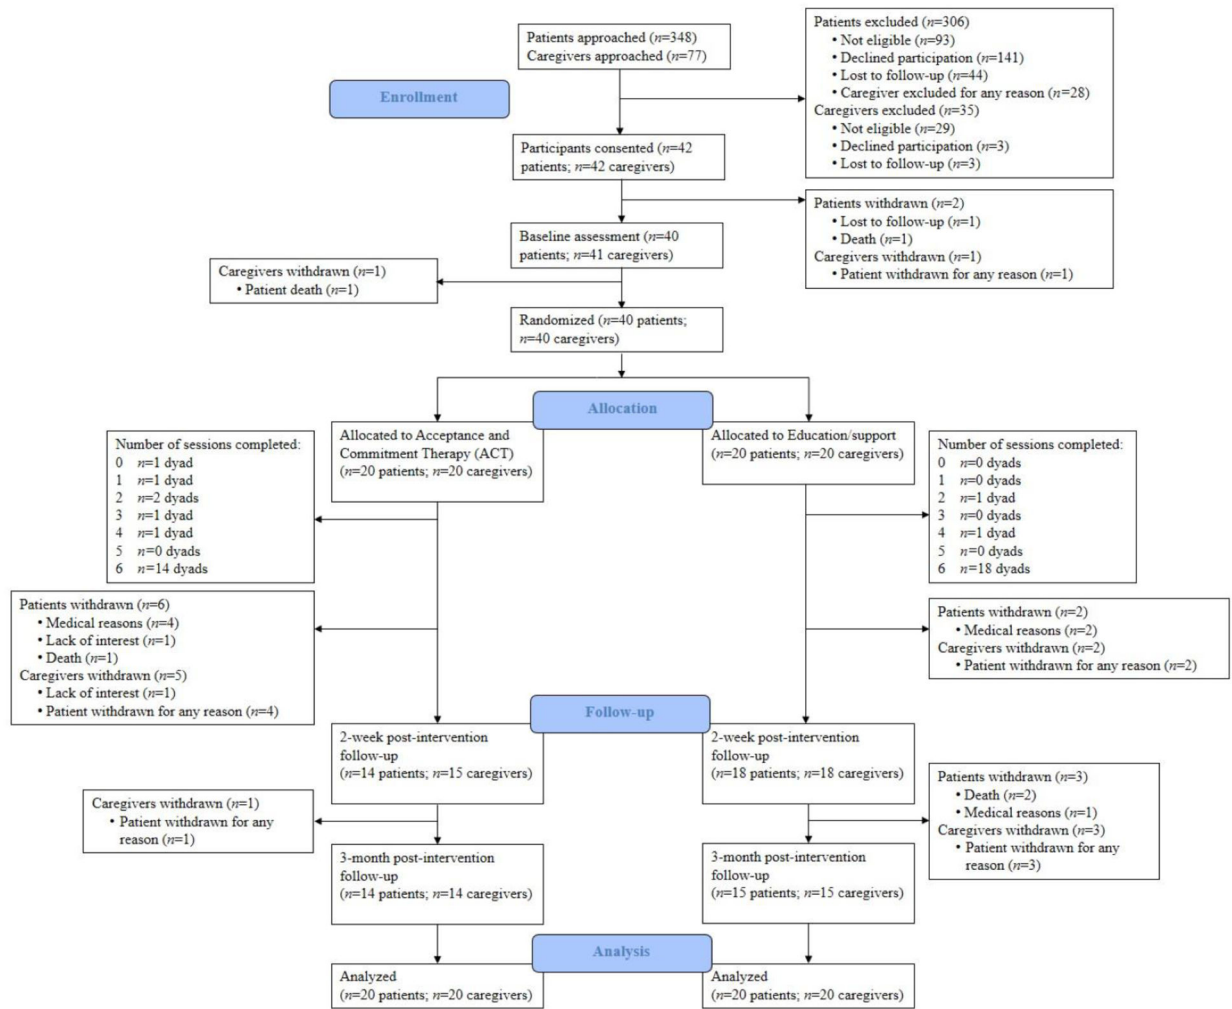 Patients approached (n=348)
Caregivers approached (n=77)
Patients excluded (n=306)
• Not eligible (n=93)
• Declined participation (n=141)
• Lost to follow-up (n=44)
• Caregiver excluded for any reason (n=28)
Caregivers excluded (n=35)
• Not eligible (n=29)
• Declined participation (n=3)
• Lost to follow-up (n=3)
Enrollment
Participants consented (n=42
patients; n=42 caregivers)
Patients withdrawn (n=2)
• Lost to follow-up (n=1)
• Death (n=1)
Caregivers withdrawn (n=1)
• Patient withdrawn for any reason (n=1)
Baseline assessment (n=40
patients; n=41 caregivers)
Caregivers withdrawn (n=1)
• Patient death (n=1)
Randomized (n=40 patients;
n=40 caregivers)
Allocation
Allocated to Acceptance and
Commitment Therapy (ACT)
(n=20 patients; n=20 caregivers)
Allocated to Education/support
(n=20 patients; n=20 caregivers)
Number of sessions completed:
0 n=1 dyad
1 n=1 dyad
2 n=2 dyads
3 n=1 dyad
4 n=1 dyad
5 n=0 dyads
6 n=14 dyads
Number of sessions completed:
0 n=0 dyads
1 n=0 dyads
2 n=1 dyad
3 n=0 dyads
4 n=1 dyad
5 n=0 dyads
6 n=18 dyads
Patients withdrawn (n=6)
• Medical reasons (n=4)
• Lack of interest (n=1)
• Death (n=1)
Caregivers withdrawn (n=5)
• Lack of interest (n=1)
• Patient withdrawn for any reason (n=4)
Patients withdrawn (n=2)
• Medical reasons (n=2)
Caregivers withdrawn (n=2)
• Patient withdrawn for any reason (n=2)
Follow-up
2-week post-intervention
follow-up
(n=14 patients; n=15 caregivers)
2-week post-intervention
follow-up
(n=18 patients; n=18 caregivers)
Caregivers withdrawn (n=1)
• Patient withdrawn for any
reason (n=1)
Patients withdrawn (n=3)
• Death (n=2)
• Medical reasons (n=1)
Caregivers withdrawn (n=3)
• Patient withdrawn for any
reason (n=3)
3-month post-intervention
follow-up
(n=14 patients; n=14 caregivers)
3-month post-intervention
follow-up
(n=15 patients; n=15 caregivers)
Analysis
Analyzed
(n=20 patients; n=20 caregivers)
Analyzed
(n=20 patients; n=20 caregivers)